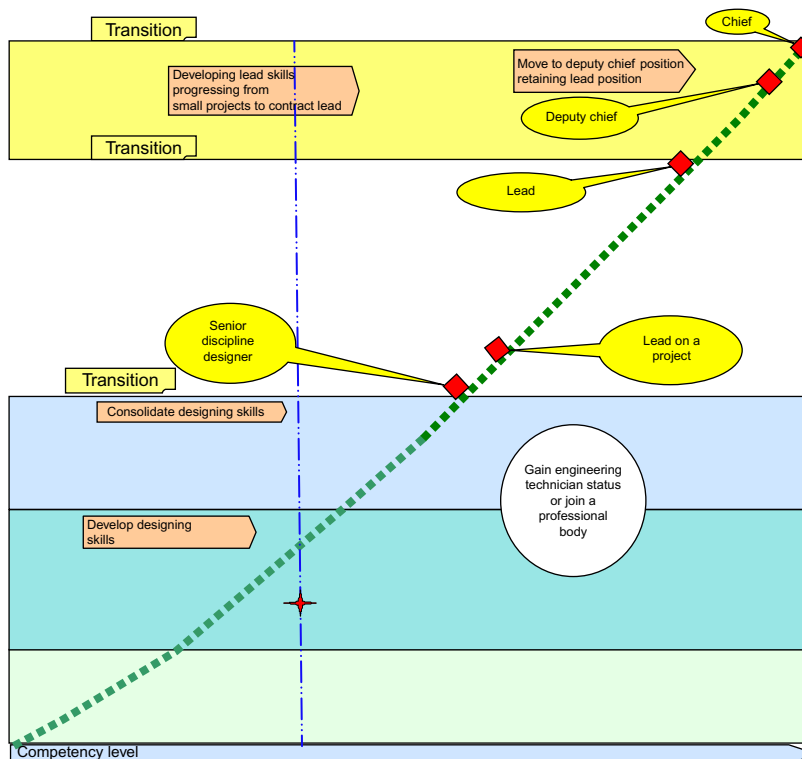 Chief
Transition
Developing lead skills
progressing from
small projects to contract lead
Move to deputy chief position
retaining lead position
Deputy chief
Transition
Lead
Senior
discipline
designer
Lead on a
project
Transition
Consolidate designing skills
Gain engineering
technician status
or join a
professional
body
Develop designing
skills
Competency level